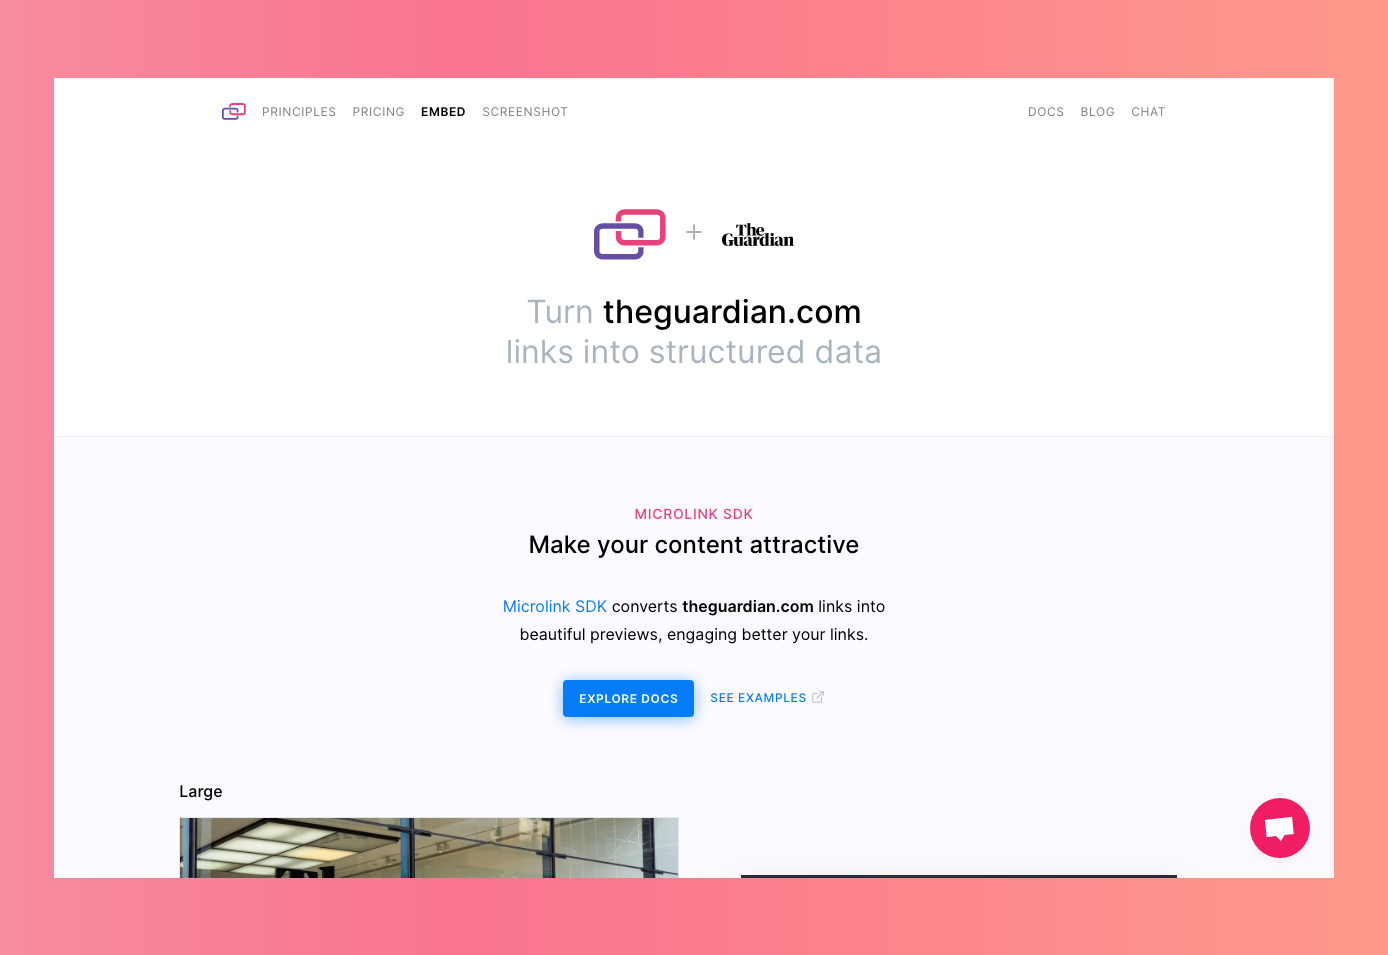 PRINCIPLES PRICING EMBED SCREENSHOT DOCS BLOG CHAT
The
Guardian
Turn theguardian.com
links into structured data
MICROLINK SDK
Make your content attractive
Microlink SDK converts theguardian.com links into
beautiful previews, engaging better your links.
EXPLORE DOCS SEE EXAMPLES
Large